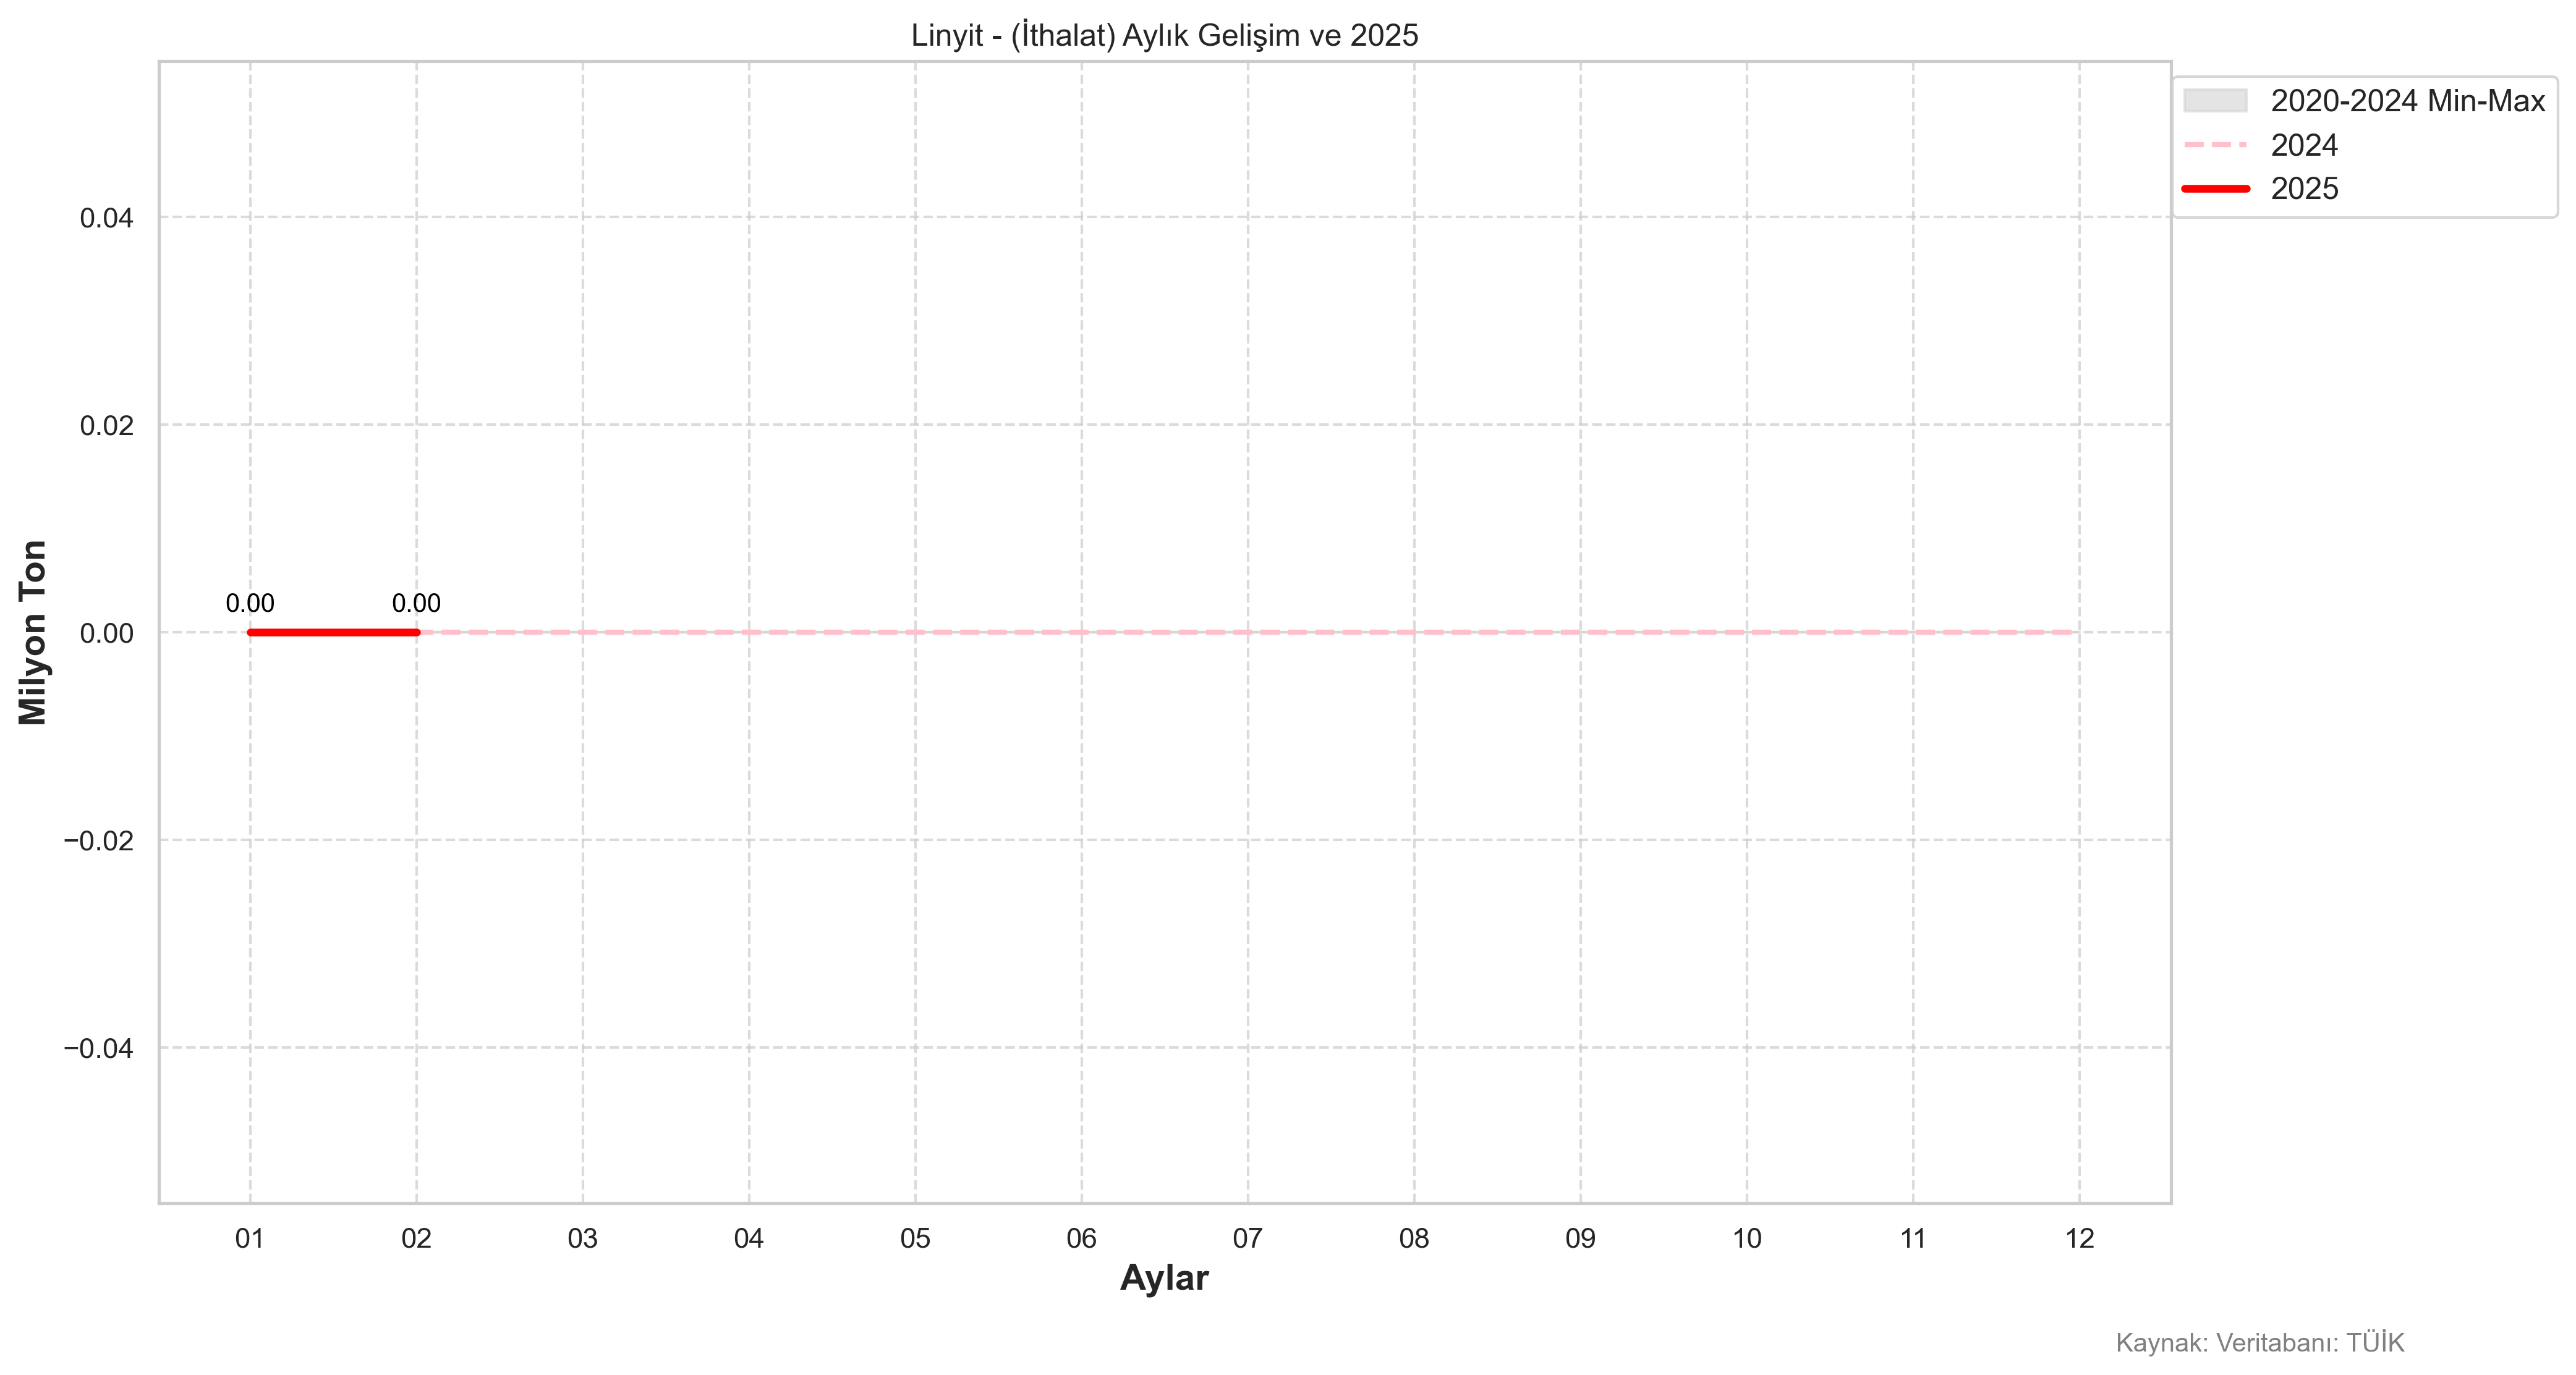 Linyit - (İthalat) Aylık Gelişim ve 2025
2020-2024 Min-Max
2024
2025
Milyon Ton
0.04
0.02
0.00
−0.02
−0.04
0.00 0.00
01 02 03 04 05 06 07 08 09 10 11 12
Aylar
Kaynak: Veritabanı: TÜİK